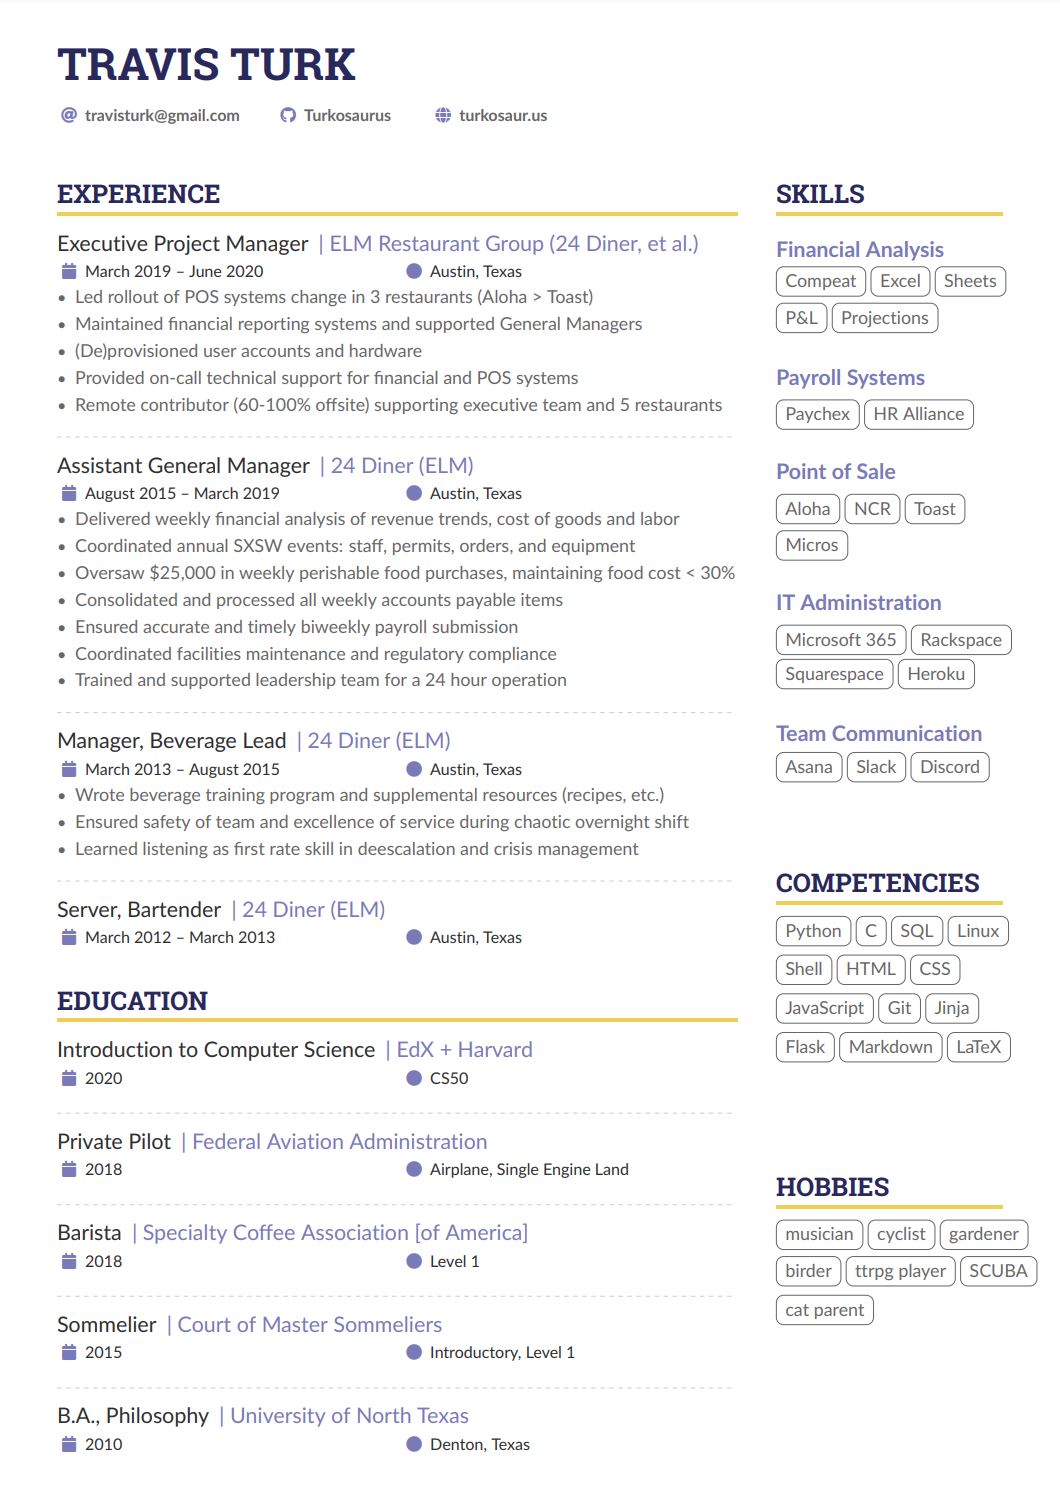 TRAVIS TURK
travisturk@gmail.com Turkosaurus turkosaur.us
EXPERIENCE
Executive Project Manager | ELM Restaurant Group (24 Diner, et al.)
March 2019 – June 2020 Austin, Texas
• Led rollout of POS systems change in 3 restaurants (Aloha > Toast)
• Maintained financial reporting systems and supported General Managers
• (De)provisioned user accounts and hardware
• Provided on-call technical support for financial and POS systems
• Remote contributor (60-100% offsite) supporting executive team and 5 restaurants
Assistant General Manager | 24 Diner (ELM)
August 2015 – March 2019 Austin, Texas
• Delivered weekly financial analysis of revenue trends, cost of goods and labor
• Coordinated annual SXSW events: staff, permits, orders, and equipment
• Oversaw $25,000 in weekly perishable food purchases, maintaining food cost < 30%
• Consolidated and processed all weekly accounts payable items
• Ensured accurate and timely biweekly payroll submission
• Coordinated facilities maintenance and regulatory compliance
• Trained and supported leadership team for a 24 hour operation
Manager, Beverage Lead | 24 Diner (ELM)
March 2013 – August 2015 Austin, Texas
• Wrote beverage training program and supplemental resources (recipes, etc.)
• Ensured safety of team and excellence of service during chaotic overnight shift
• Learned listening as first rate skill in deescalation and crisis management
Server, Bartender | 24 Diner (ELM)
March 2012 – March 2013 Austin, Texas
EDUCATION
Introduction to Computer Science | EdX + Harvard
2020 CS50
Private Pilot | Federal Aviation Administration
2018 Airplane, Single Engine Land
Barista | Specialty Coffee Association [of America]
2018 Level 1
Sommelier | Court of Master Sommeliers
2015 Introductory, Level 1
B.A., Philosophy | University of North Texas
2010 Denton, Texas
SKILLS
Financial Analysis
Compeat Excel Sheets
P&L Projections
Payroll Systems
Paychex HR Alliance
Point of Sale
Aloha NCR Toast
Micros
IT Administration
Microsoft 365 Rackspace
Squarespace Heroku
Team Communication
Asana Slack Discord
COMPETENCIES
Python C SQL Linux
Shell HTML CSS
JavaScript Git Jinja
Flask Markdown LaTeX
HOBBIES
musician cyclist gardener
birder ttrpg player SCUBA
cat parent